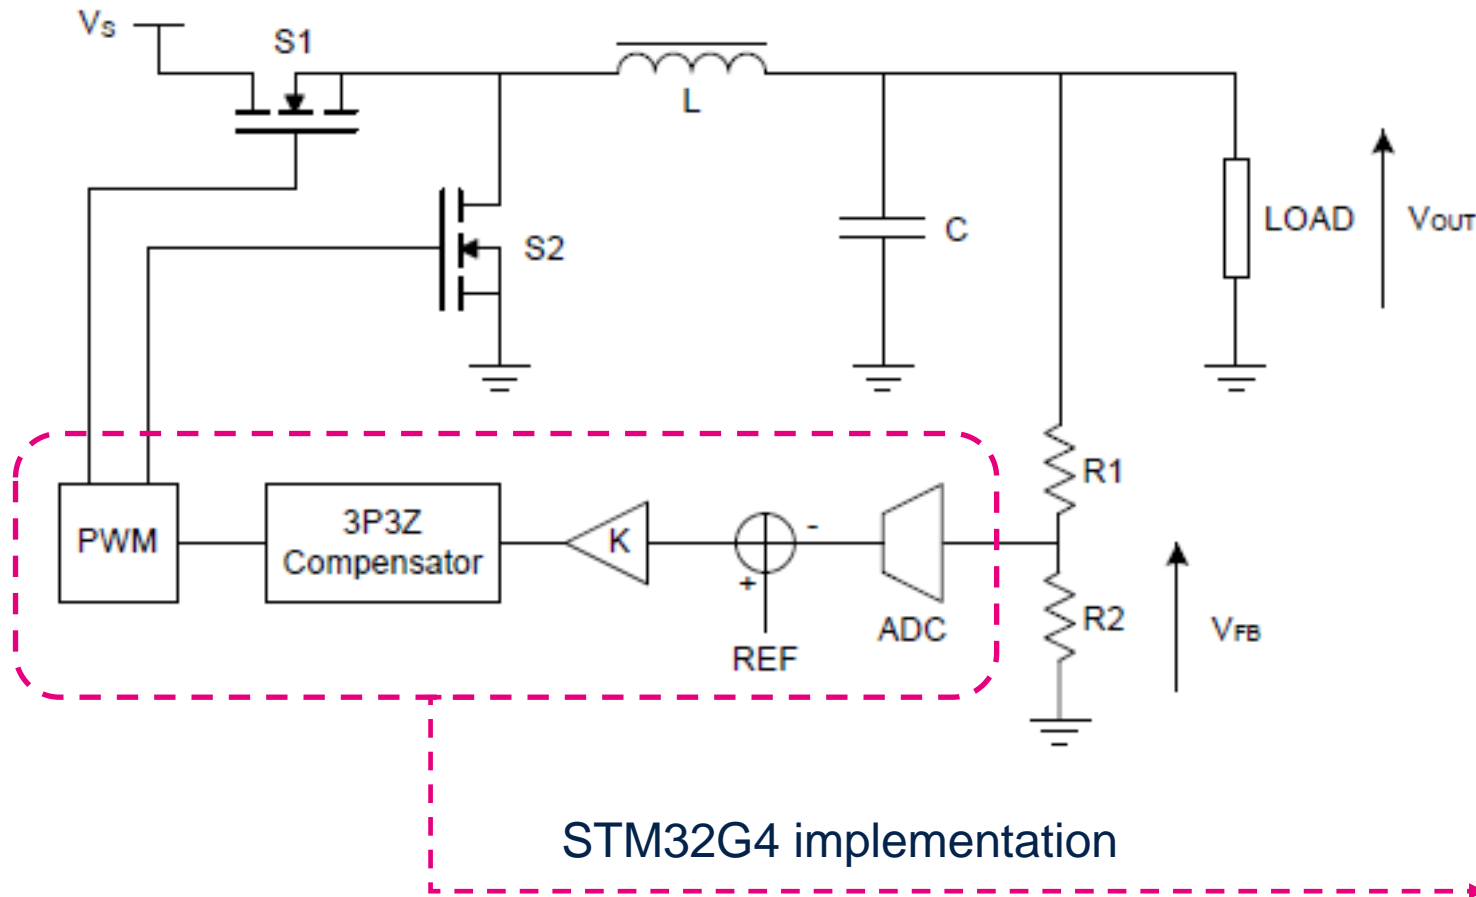 Vs
S1
L
S2
C
LOAD
VOUT
R1
PWM
3P3Z
Compensator
K
-
+
REF
ADC
R2
VFB
STM32G4 implementation